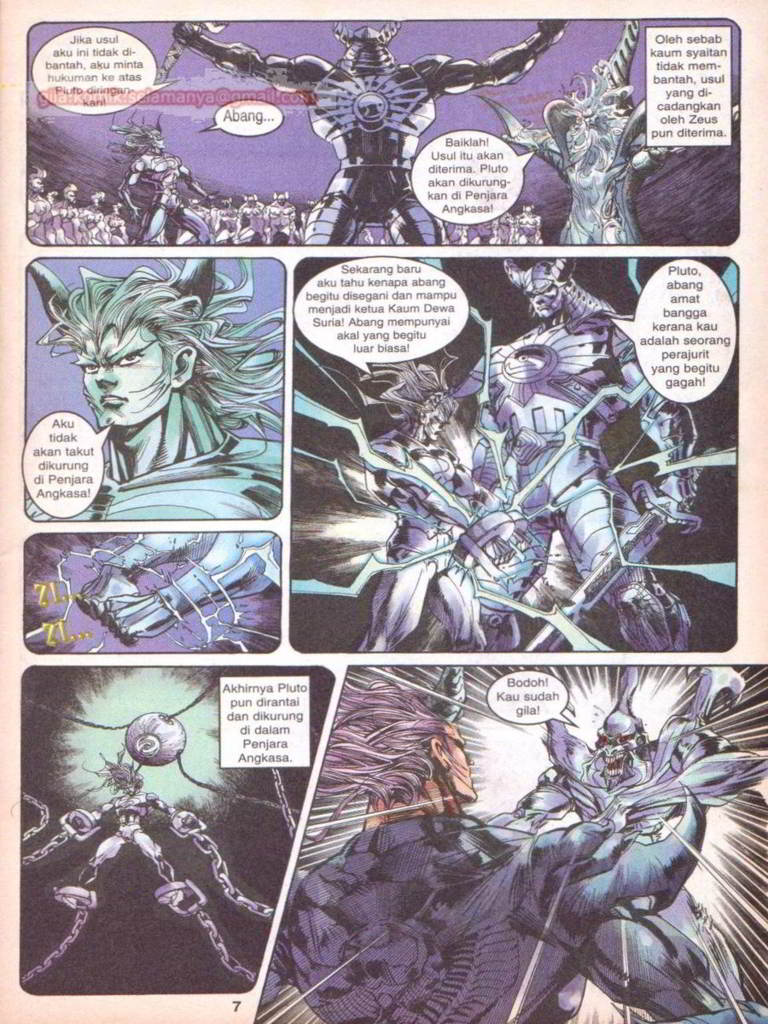 Jika usul
aku ini tidak di-
bantah, aku minta
hukuman ke atas
Pluto diringan-
kan!
Abang...
Baiklah!
Usul itu akan
diterima. Pluto
akan dikurung-
kan di Penjara
Angkasa!
Oleh sebab
kaum syaitan
tidak mem-
bantah, usul
yang di-
cadangkan
oleh Zeus
pun diterima.
Aku
tidak
akan takut
dikurung
di Penjara
Angkasa!
Sekarang baru
aku tahu kenapa abang
begitu disegani dan mampu
menjadi ketua Kaum Dewa
Suria! Abang mempunyai
akal yang begitu
luar biasa!
Pluto,
abang
amat
bangga
kerana kau
adalah seorang
perajurit
yang begitu
gagah!
ZI...
ZI...
Akhirnya Pluto
pun dirantai
dan dikurung
di dalam
Penjara
Angkasa.
Bodoh!
Kau sudah
gila!
7